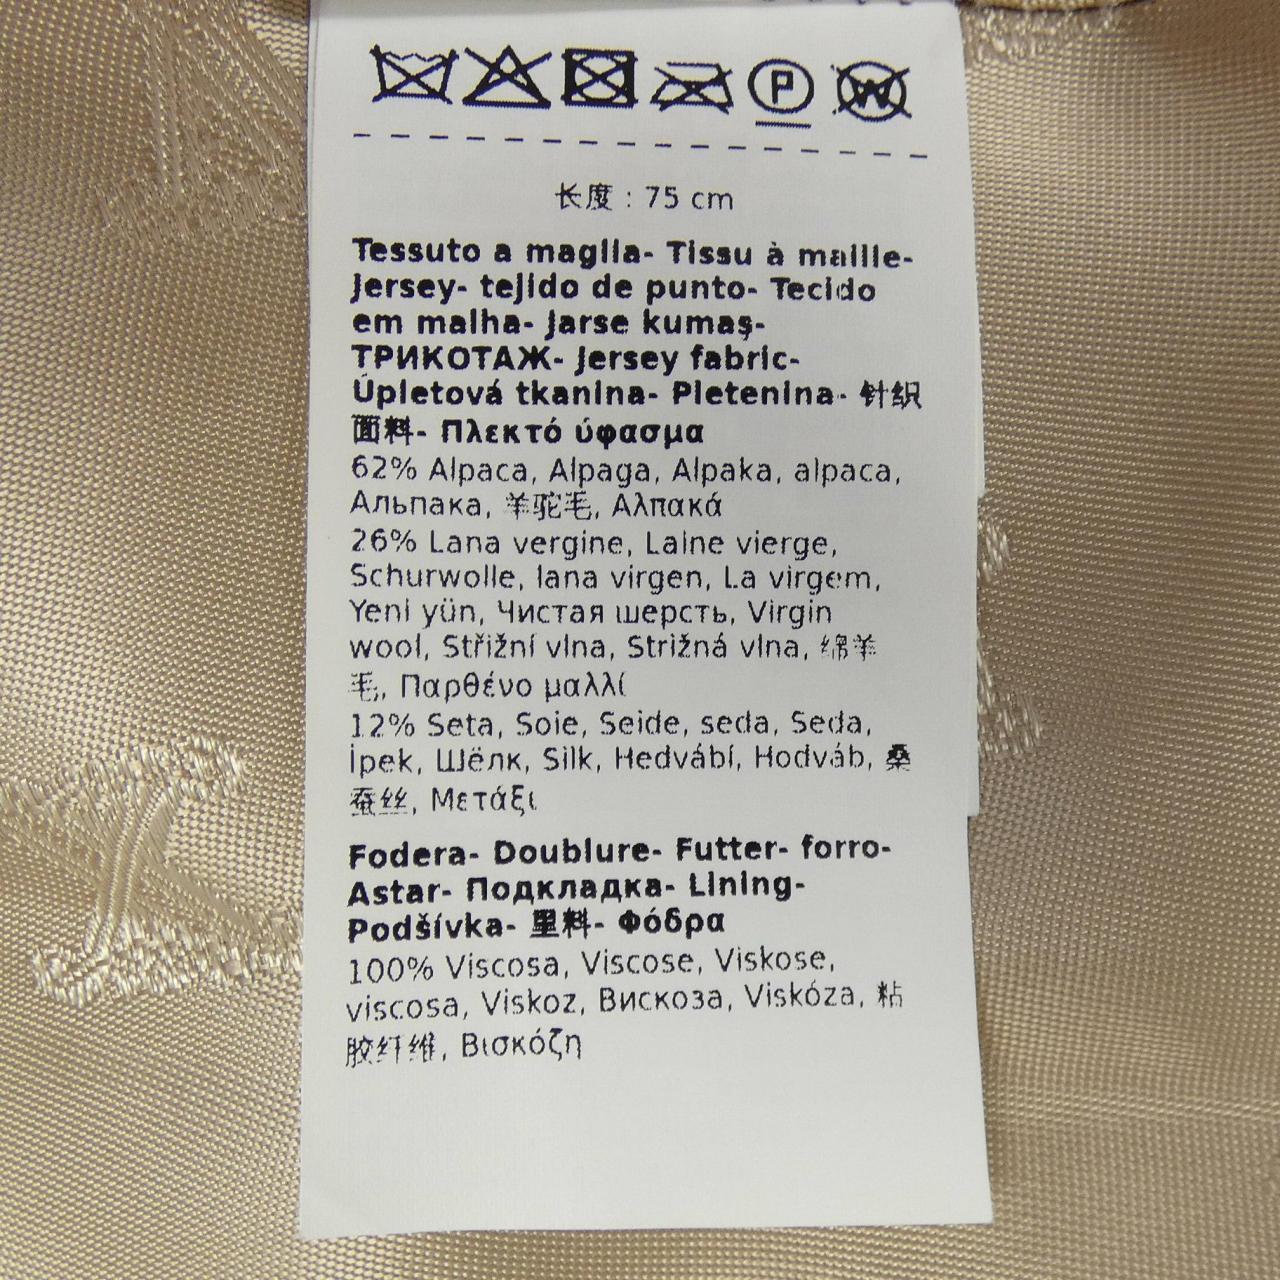 P W
长度 : 75 cm
Tessuto a maglia- Tissu à maille-
Jersey- tejido de punto- Tecido
em malha- Jarse kumaş-
ТРИКОТАЖ- Jersey fabric-
Úpletová tkanina- Pletenina- 针织
面料- Πλεκτό ύφασμα
62% Alpaca, Alpaga, Alpaka, alpaca,
Альпака, 羊驼毛, Αλπακά
26% Lana vergine, Laine vierge,
Schurwolle, lana virgen, La virgem,
Yeni yün, Чистая шерсть, Virgin
wool, Střižní vlna, Strižná vlna, 绵羊
毛, Παρθένο μαλλί
12% Seta, Soie, Seide, seda, Seda,
İpek, Шёлк, Silk, Hedvábí, Hodváb, 桑
蚕丝, Μετάξι
Fodera- Doublure- Futter- forro-
Astar- Подкладка- Lining-
Podšívka- 里料- Φόδρα
100% Viscosa, Viscose, Viskose,
viscosa, Viskoz, Вискоза, Viskóza, 粘
胶纤维, Βισκόζη